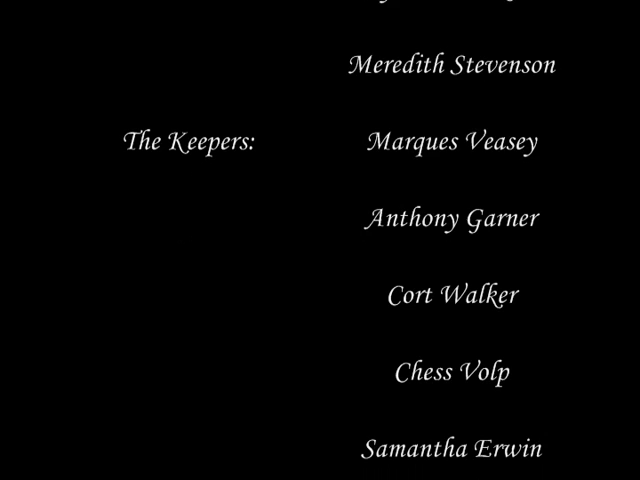 Meredith Stevenson
The Keepers: Marques Veasey
Anthony Garner
Cort Walker
Chess Volp
Samantha Erwin